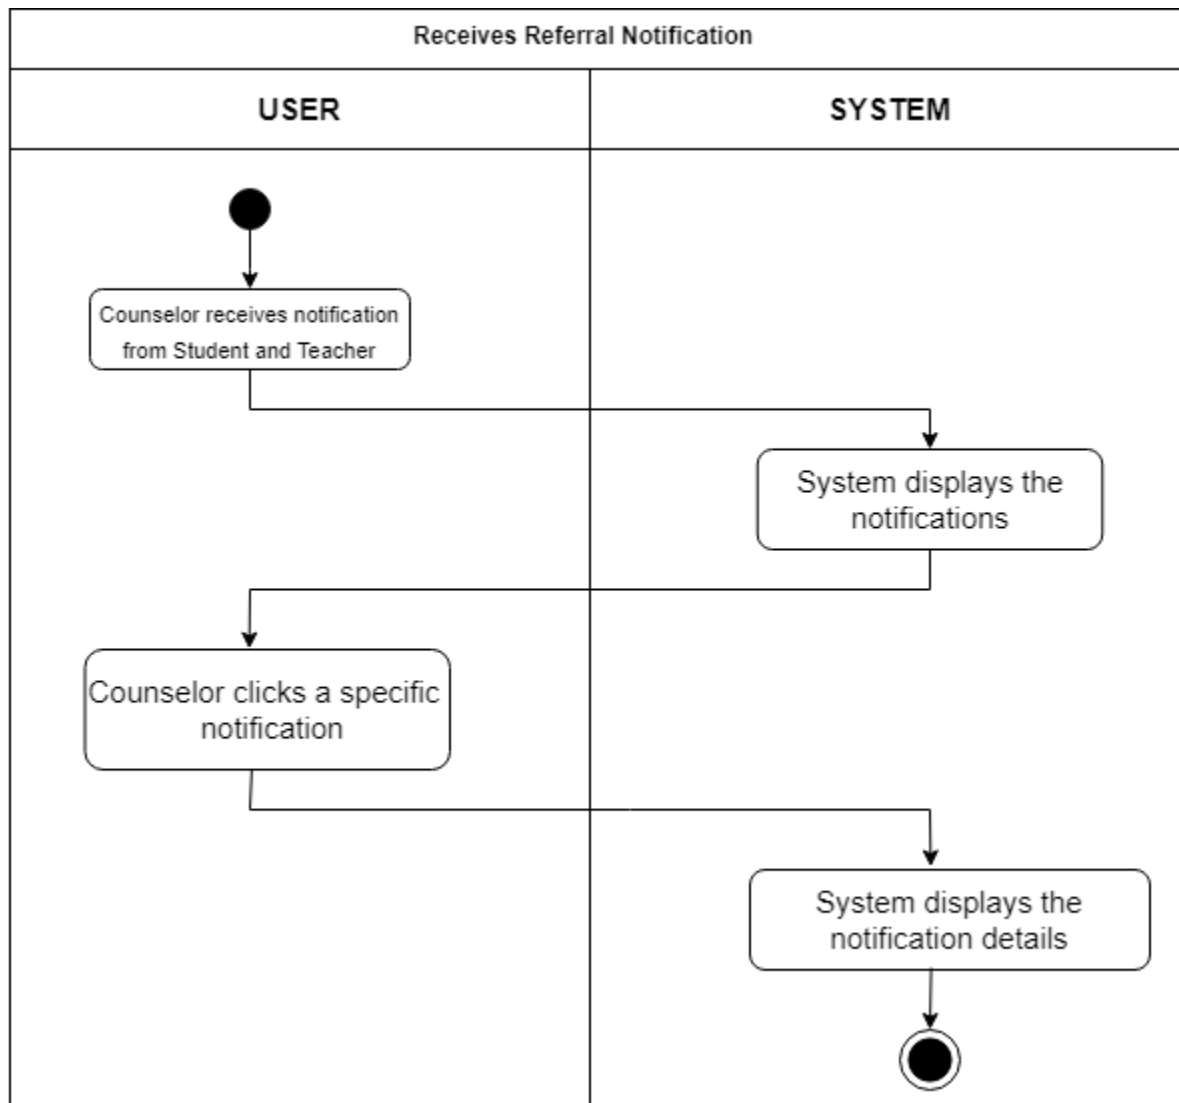 Receives Referral Notification
USER
SYSTEM
Counselor receives notification
from Student and Teacher
System displays the
notifications
Counselor clicks a specific
notification
System displays the
notification details